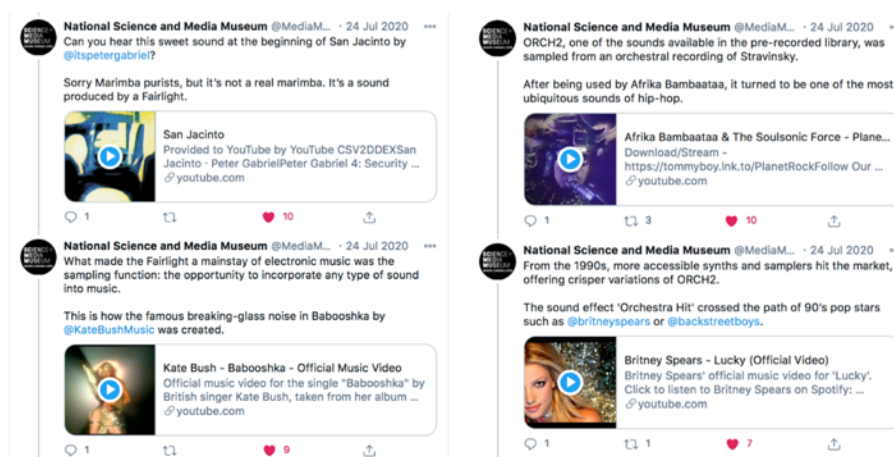 National Science and Media Museum @MediaM... · 24 Jul 2020
Can you hear this sweet sound at the beginning of San Jacinto by
@itspetergabriel?
Sorry Marimba purists, but it's not a real marimba. It's a sound
produced by a Fairlight.
San Jacinto
Provided to YouTube by YouTube CSV2DDEXSan
Jacinto · Peter GabrielPeter Gabriel 4: Security ...
youtube.com
1
10
National Science and Media Museum @MediaM... · 24 Jul 2020
What made the Fairlight a mainstay of electronic music was the
sampling function: the opportunity to incorporate any type of sound
into music.
This is how the famous breaking-glass noise in Babooshka by
@KateBushMusic was created.
Kate Bush - Babooshka - Official Music Video
Official music video for the single "Babooshka" by
British singer Kate Bush, taken from her album ...
youtube.com
1
9
National Science and Media Museum @MediaM... · 24 Jul 2020
ORCH2, one of the sounds available in the pre-recorded library, was
sampled from an orchestral recording of Stravinsky.
After being used by Afrika Bambaataa, it turned to be one of the most
ubiquitous sounds of hip-hop.
Afrika Bambaataa & The Soulsonic Force - Plane...
Download/Stream -
https://tommyboy.lnk.to/PlanetRockFollow Our ...
youtube.com
1
3
10
National Science and Media Museum @MediaM... · 24 Jul 2020
From the 1990s, more accessible synths and samplers hit the market,
offering crisper variations of ORCH2.
The sound effect 'Orchestra Hit' crossed the path of 90's pop stars
such as @britneyspears or @backstreetboys.
Britney Spears - Lucky (Official Video)
Britney Spears' official music video for 'Lucky'.
Click to listen to Britney Spears on Spotify: ...
youtube.com
1
1
7